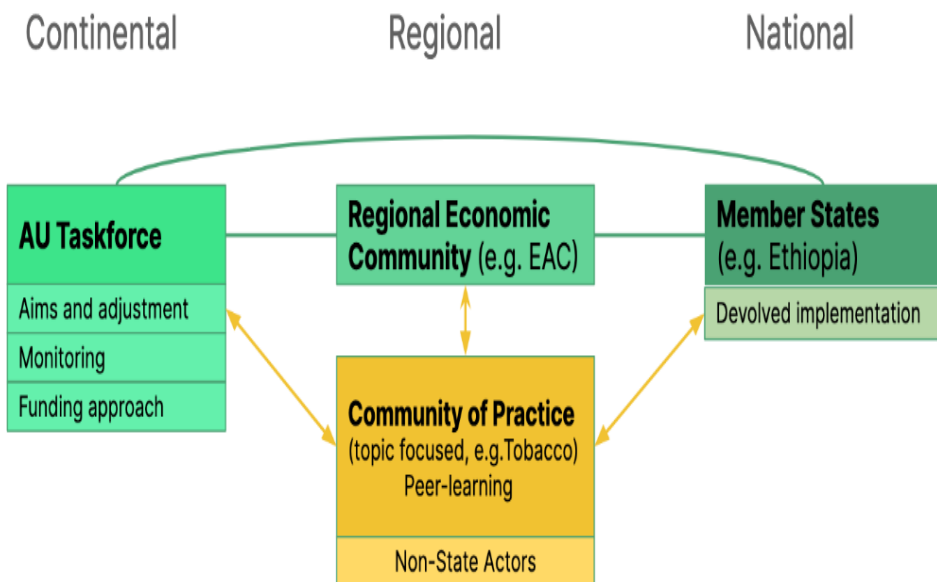 Continental
Regional
National
AU Taskforce
Aims and adjustment
Monitoring
Funding approach
Regional Economic
Community (e.g. EAC)
Member States
(e.g. Ethiopia)
Devolved implementation
Community of Practice
(topic focused, e.g.Tobacco)
Peer-learning
Non-State Actors